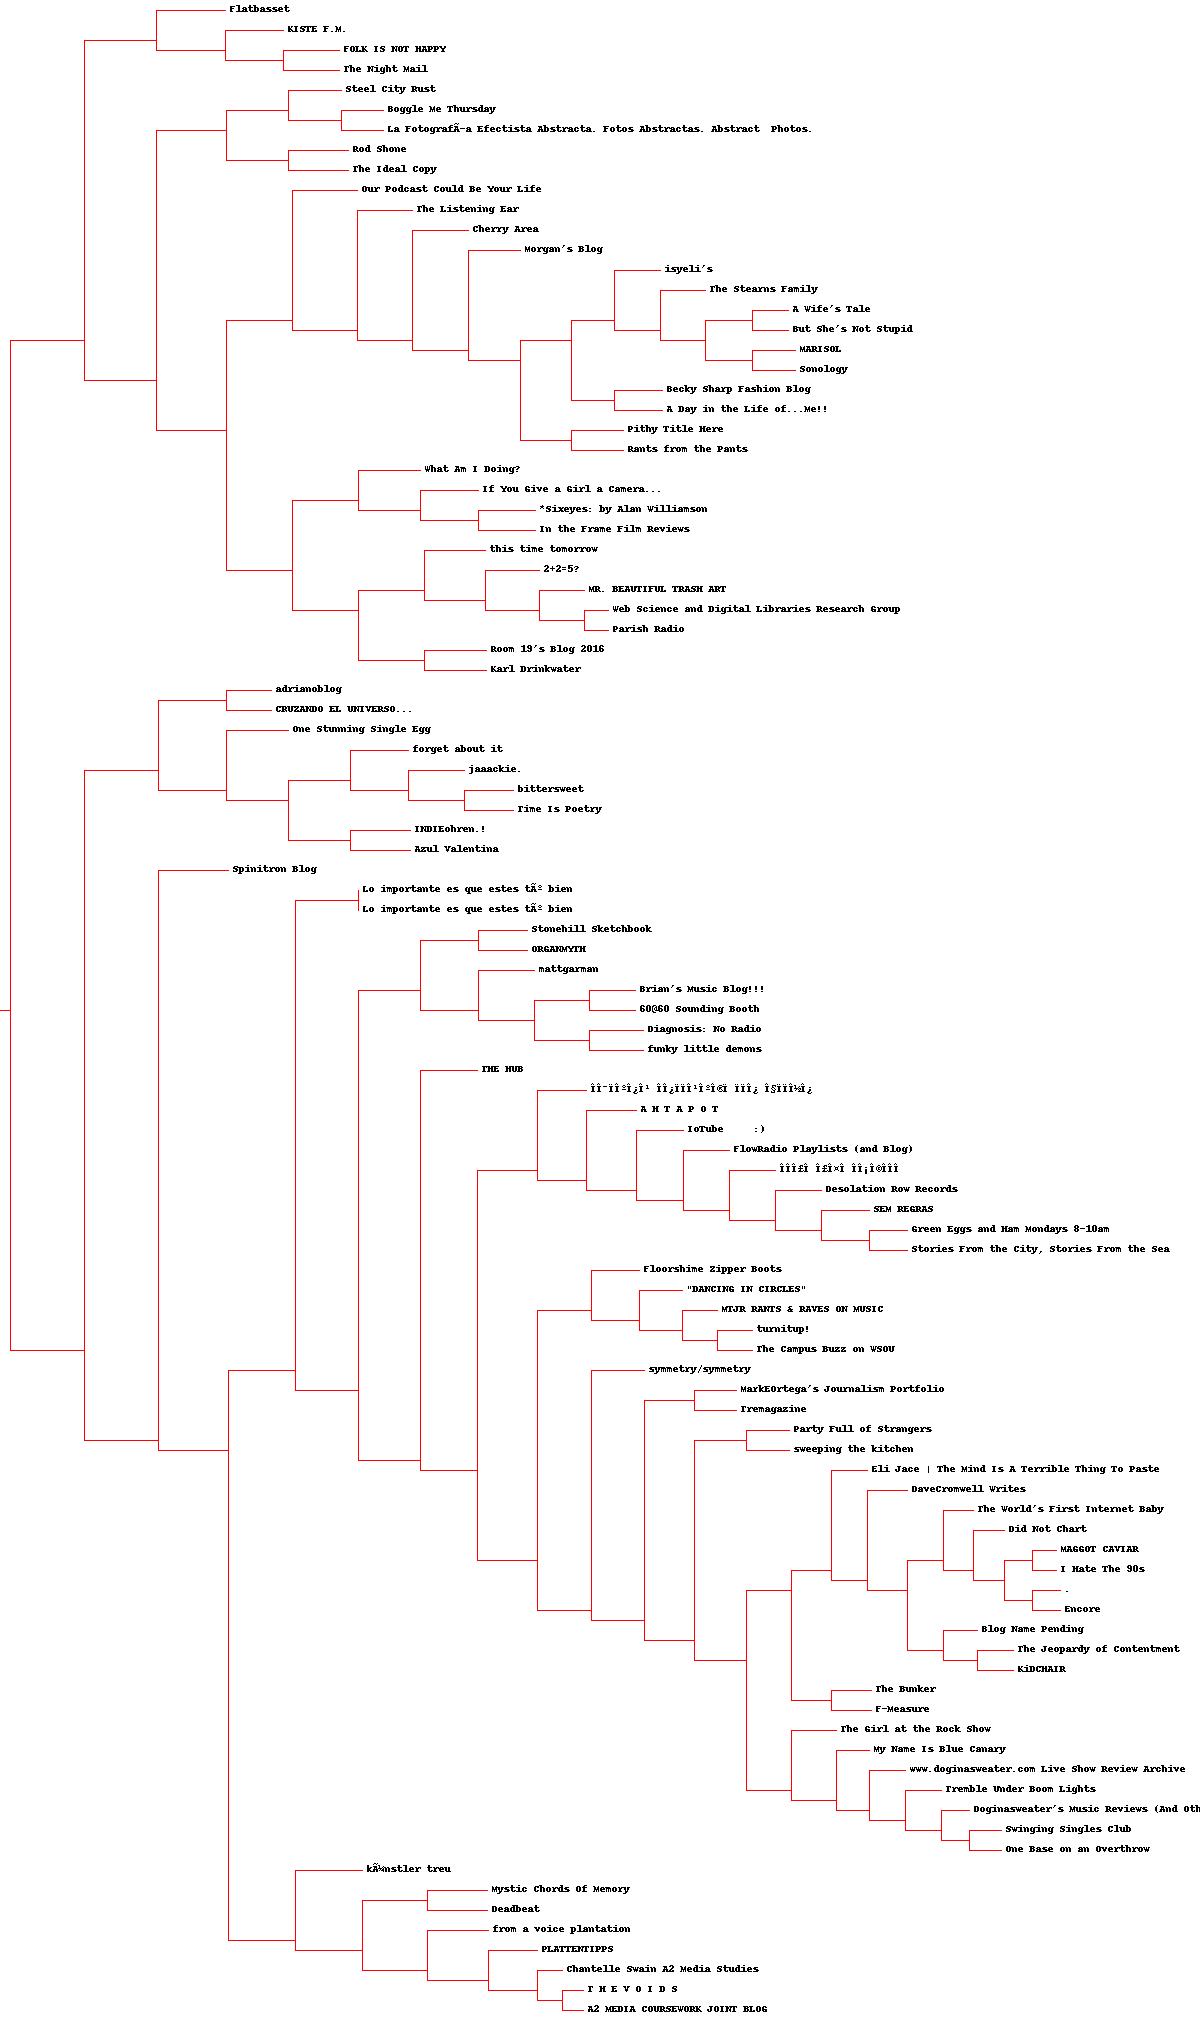 Flatbasset
KISTE F.M.
FOLK IS NOT HAPPY
The Night Mail
Steel City Rust
Boggle Me Thursday
La FotografÃ­a Efectista Abstracta. Fotos Abstractas. Abstract  Photos.
Rod Shone
The Ideal Copy
Our Podcast Could Be Your Life
The Listening Ear
Cherry Area
Morgan's Blog
isyeli's
The Stearns Family
A Wife's Tale
But She's Not Stupid
MARISOL
Sonology
Becky Sharp Fashion Blog
A Day in the Life of...Me!!
Pithy Title Here
Rants from the Pants
What Am I Doing?
If You Give a Girl a Camera...
*Sixeyes: by Alan Williamson
In the Frame Film Reviews
this time tomorrow
2+2=5?
MR. BEAUTIFUL TRASH ART
Web Science and Digital Libraries Research Group
Parish Radio
Room 19's Blog 2016
Karl Drinkwater
adrianoblog
CRUZANDO EL UNIVERSO...
One Stunning Single Egg
forget about it
jaaackie.
bittersweet
Time Is Poetry
INDIEohren.!
Azul Valentina
Spinitron Blog
Lo importante es que estes tÃº bien
Lo importante es que estes tÃº bien
Stonehill Sketchbook
ORGANMYTH
mattgarman
Brian's Music Blog!!!
60@60 Sounding Booth
Diagnosis: No Radio
funky little demons
THE HUB
A H T A P O T
IoTube     :)
FlowRadio Playlists (and Blog)
Desolation Row Records
SEM REGRAS
Green Eggs and Ham Mondays 8-10am
Stories From the City, Stories From the Sea
Floorshime Zipper Boots
"DANCING IN CIRCLES"
MTJR RANTS & RAVES ON MUSIC
turnitup!
The Campus Buzz on WSOU
symmetry/symmetry
MarkEOrtega's Journalism Portfolio
Tremagazine
Party Full of Strangers
sweeping the kitchen
Eli Jace | The Mind Is A Terrible Thing To Paste
DaveCromwell Writes
The World's First Internet Baby
Did Not Chart
MAGGOT CAVIAR
I Hate The 90s
.
Encore
Blog Name Pending
The Jeopardy of Contentment
KiDCHAIR
The Bunker
F-Measure
The Girl at the Rock Show
My Name Is Blue Canary
www.doginasweater.com Live Show Review Archive
Tremble Under Boom Lights
Doginasweater's Music Reviews (And Oth
Swinging Singles Club
One Base on an Overthrow
kÃ¼nstler treu
Mystic Chords Of Memory
Deadbeat
from a voice plantation
PLATTENTIPPS
Chantelle Swain A2 Media Studies
T H E V O I D S
A2 MEDIA COURSEWORK JOINT BLOG